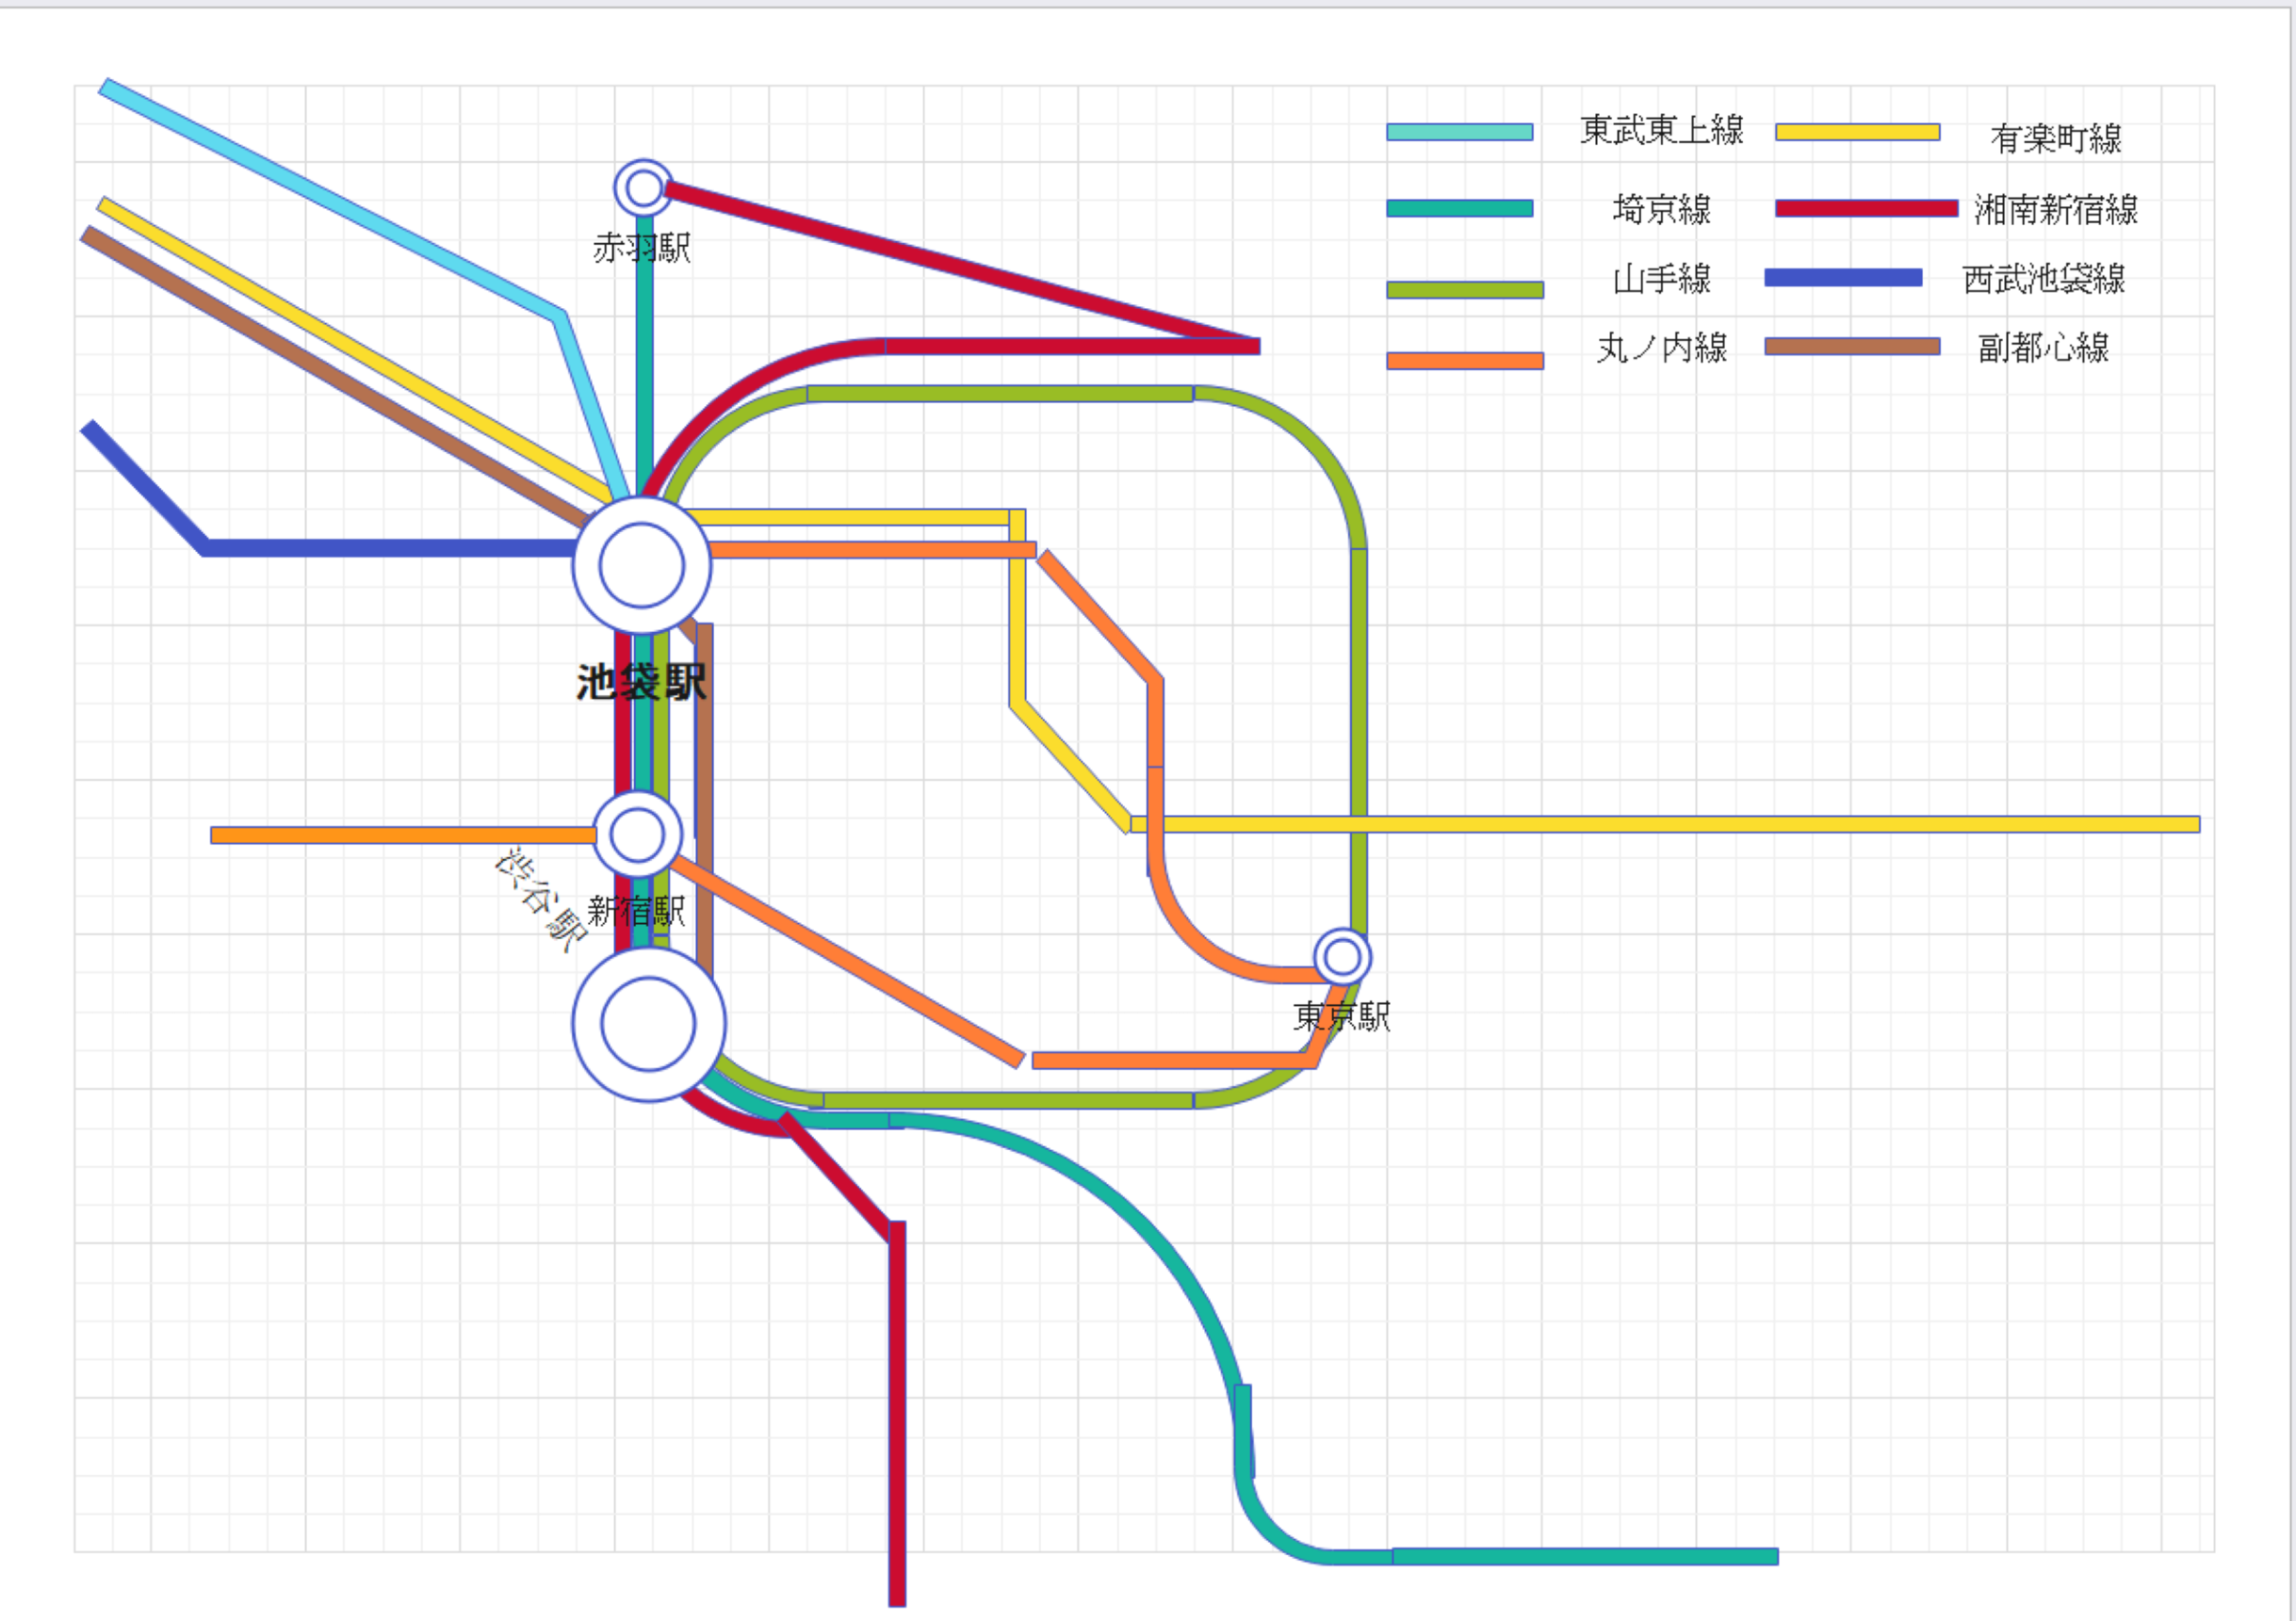 東武東上線 有楽町線
埼京線 湘南新宿線
山手線 西武池袋線
丸ノ内線 副都心線
赤羽駅
池袋駅
渋谷駅
新宿駅
東京駅